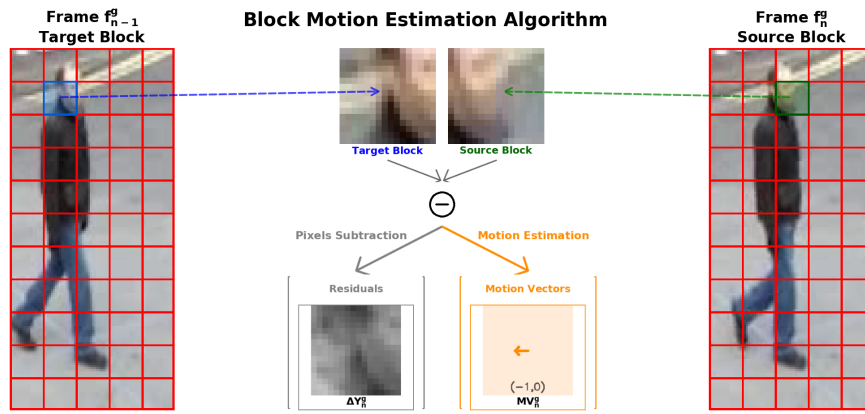 Block Motion Estimation Algorithm
Frame f^g_{n−1}
Target Block
Frame f^g_n
Source Block
Target Block
Source Block
Pixels Subtraction
Motion Estimation
Residuals
Motion Vectors
(−1,0)
ΔY^g_n
MV^g_n